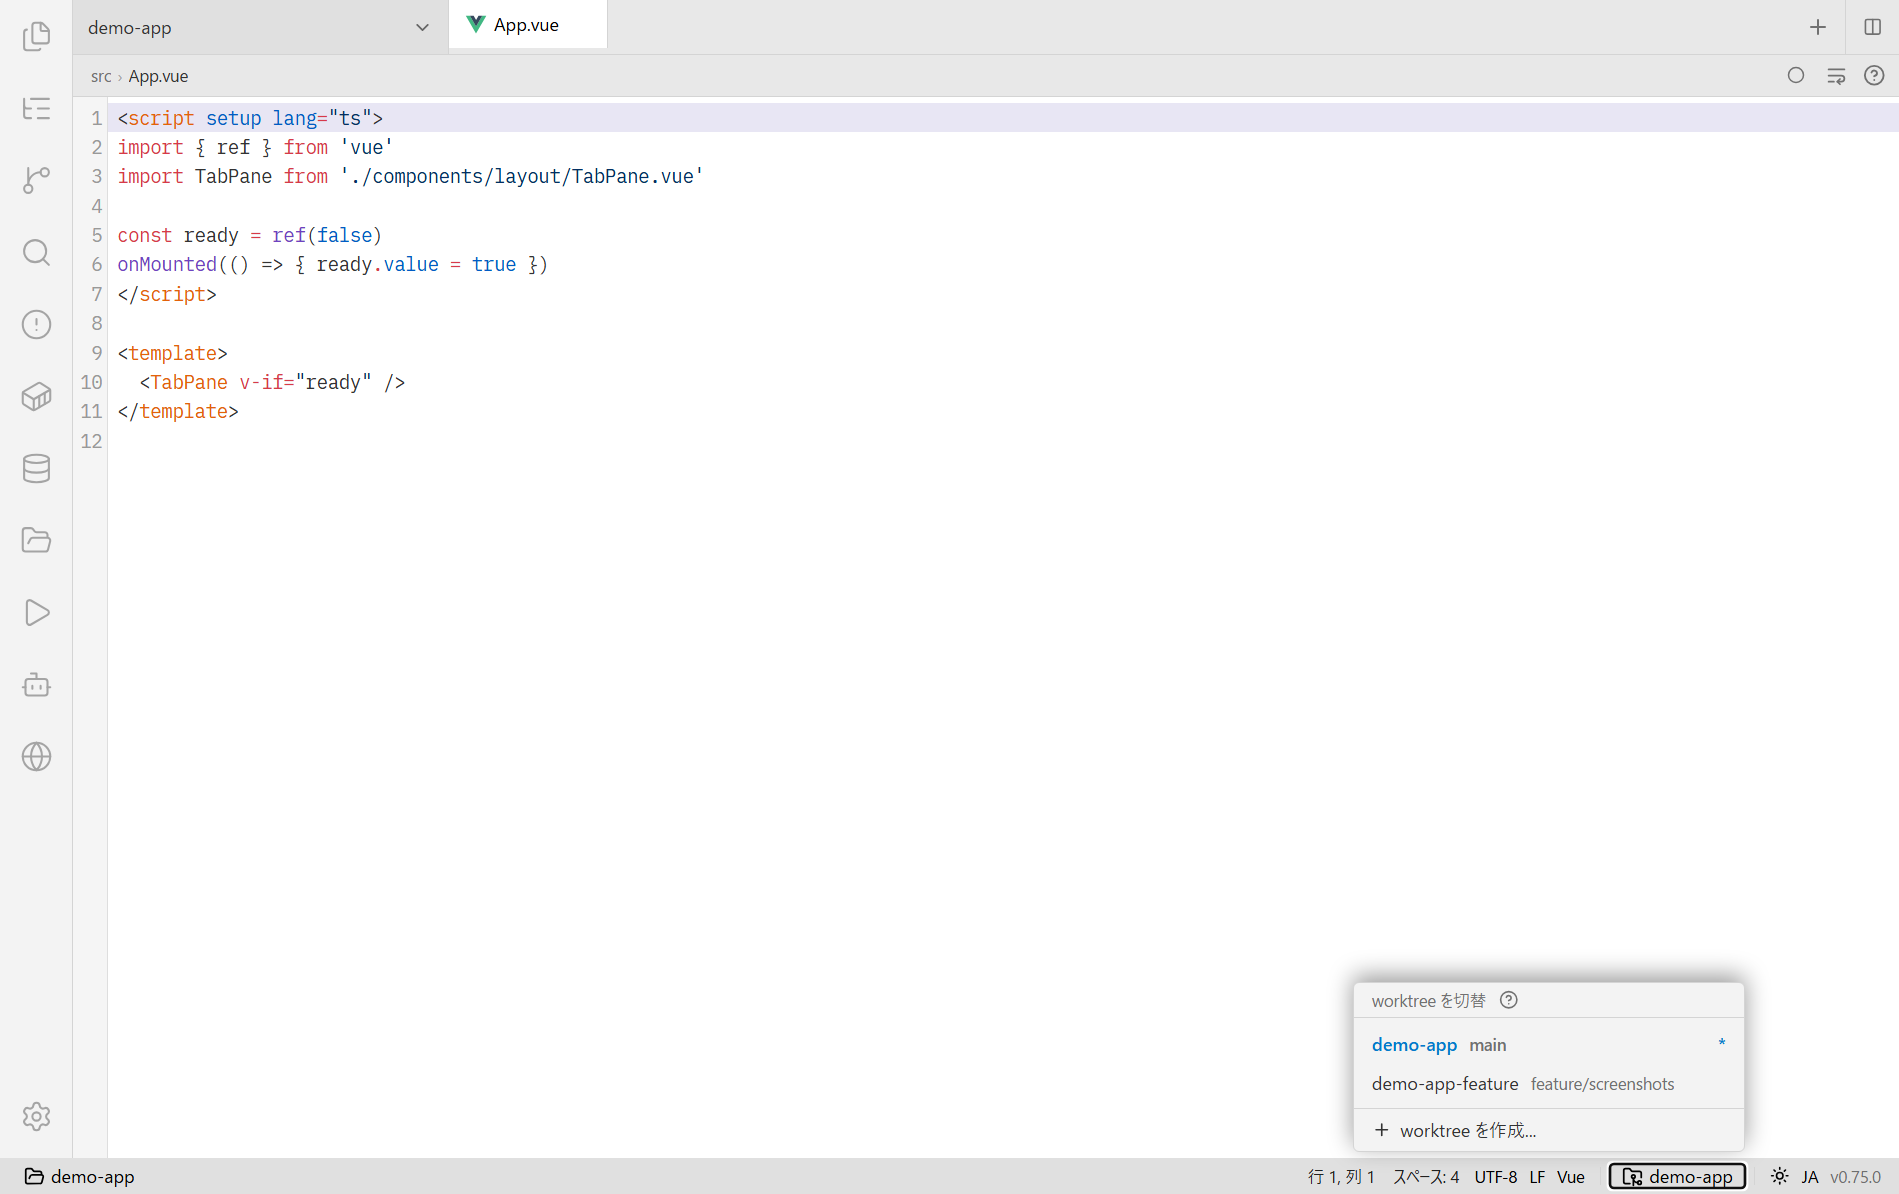 demo-app
App.vue
src › App.vue
1 <script setup lang="ts">
2 import { ref } from 'vue'
3 import TabPane from './components/layout/TabPane.vue'
4
5 const ready = ref(false)
6 onMounted(() => { ready.value = true })
7 </script>
8
9 <template>
10   <TabPane v-if="ready" />
11 </template>
12
worktree を切替
demo-app main *
demo-app-feature feature/screenshots
+ worktree を作成...
demo-app
行 1, 列 1 スペース: 4 UTF-8 LF Vue demo-app JA v0.75.0